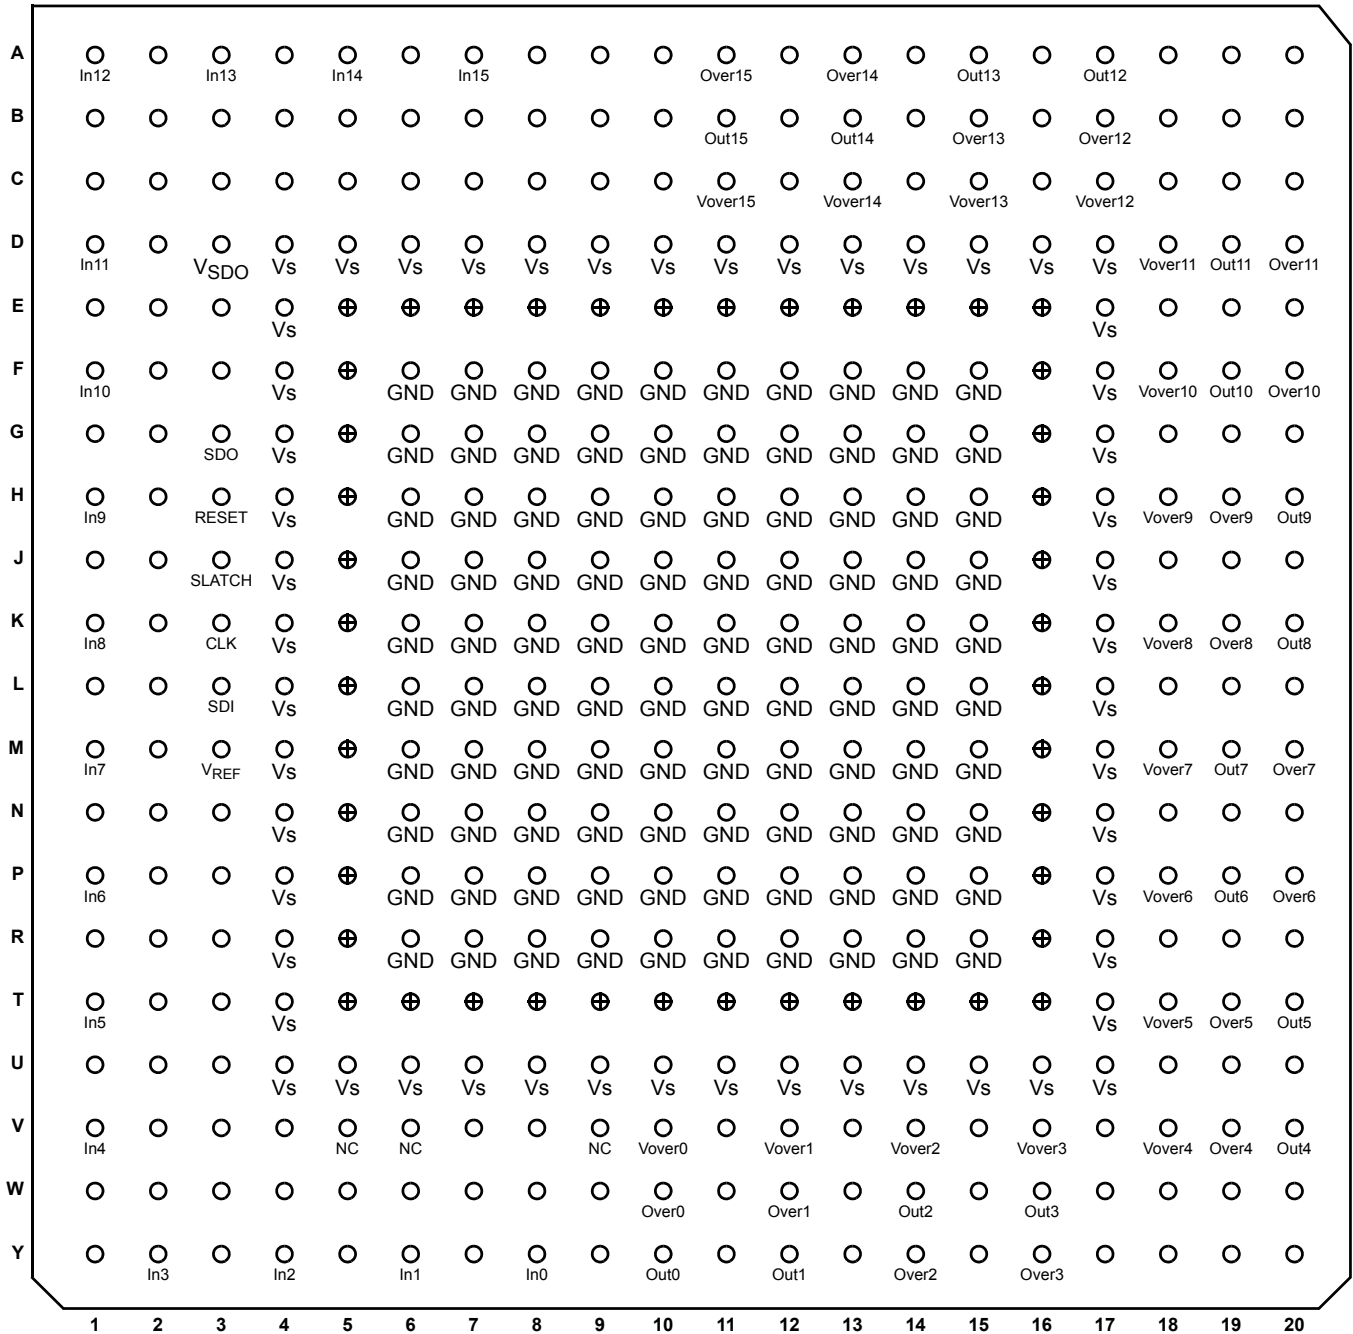 A
In12 In13 In14 In15 Over15 Over14 Out13 Out12
B
Out15 Out14 Over13 Over12
C
Vover15 Vover14 Vover13 Vover12
D
In11 VSDO Vs Vs Vs Vs Vs Vs Vs Vs Vs Vs Vs Vs Vs Vs Vover11 Out11 Over11
E
Vs Vs
F
In10 Vs GND GND GND GND GND GND GND GND GND GND Vs Vover10 Out10 Over10
G
SDO Vs GND GND GND GND GND GND GND GND GND GND Vs
H
In9 RESET Vs GND GND GND GND GND GND GND GND GND GND Vs Vover9 Over9 Out9
J
SLATCH Vs GND GND GND GND GND GND GND GND GND GND Vs
K
In8 CLK Vs GND GND GND GND GND GND GND GND GND GND Vs Vover8 Over8 Out8
L
SDI Vs GND GND GND GND GND GND GND GND GND GND Vs
M
In7 VREF Vs GND GND GND GND GND GND GND GND GND GND Vs Vover7 Out7 Over7
N
Vs GND GND GND GND GND GND GND GND GND GND Vs
P
In6 Vs GND GND GND GND GND GND GND GND GND GND Vs Vover6 Out6 Over6
R
Vs GND GND GND GND GND GND GND GND GND GND Vs
T
In5 Vs Vs Vover5 Over5 Out5
U
Vs Vs Vs Vs Vs Vs Vs Vs Vs Vs Vs Vs Vs Vs
V
In4 NC NC NC Vover0 Vover1 Vover2 Vover3 Vover4 Over4 Out4
W
Over0 Over1 Out2 Out3
Y
In3 In2 In1 In0 Out0 Out1 Over2 Over3
1 2 3 4 5 6 7 8 9 10 11 12 13 14 15 16 17 18 19 20